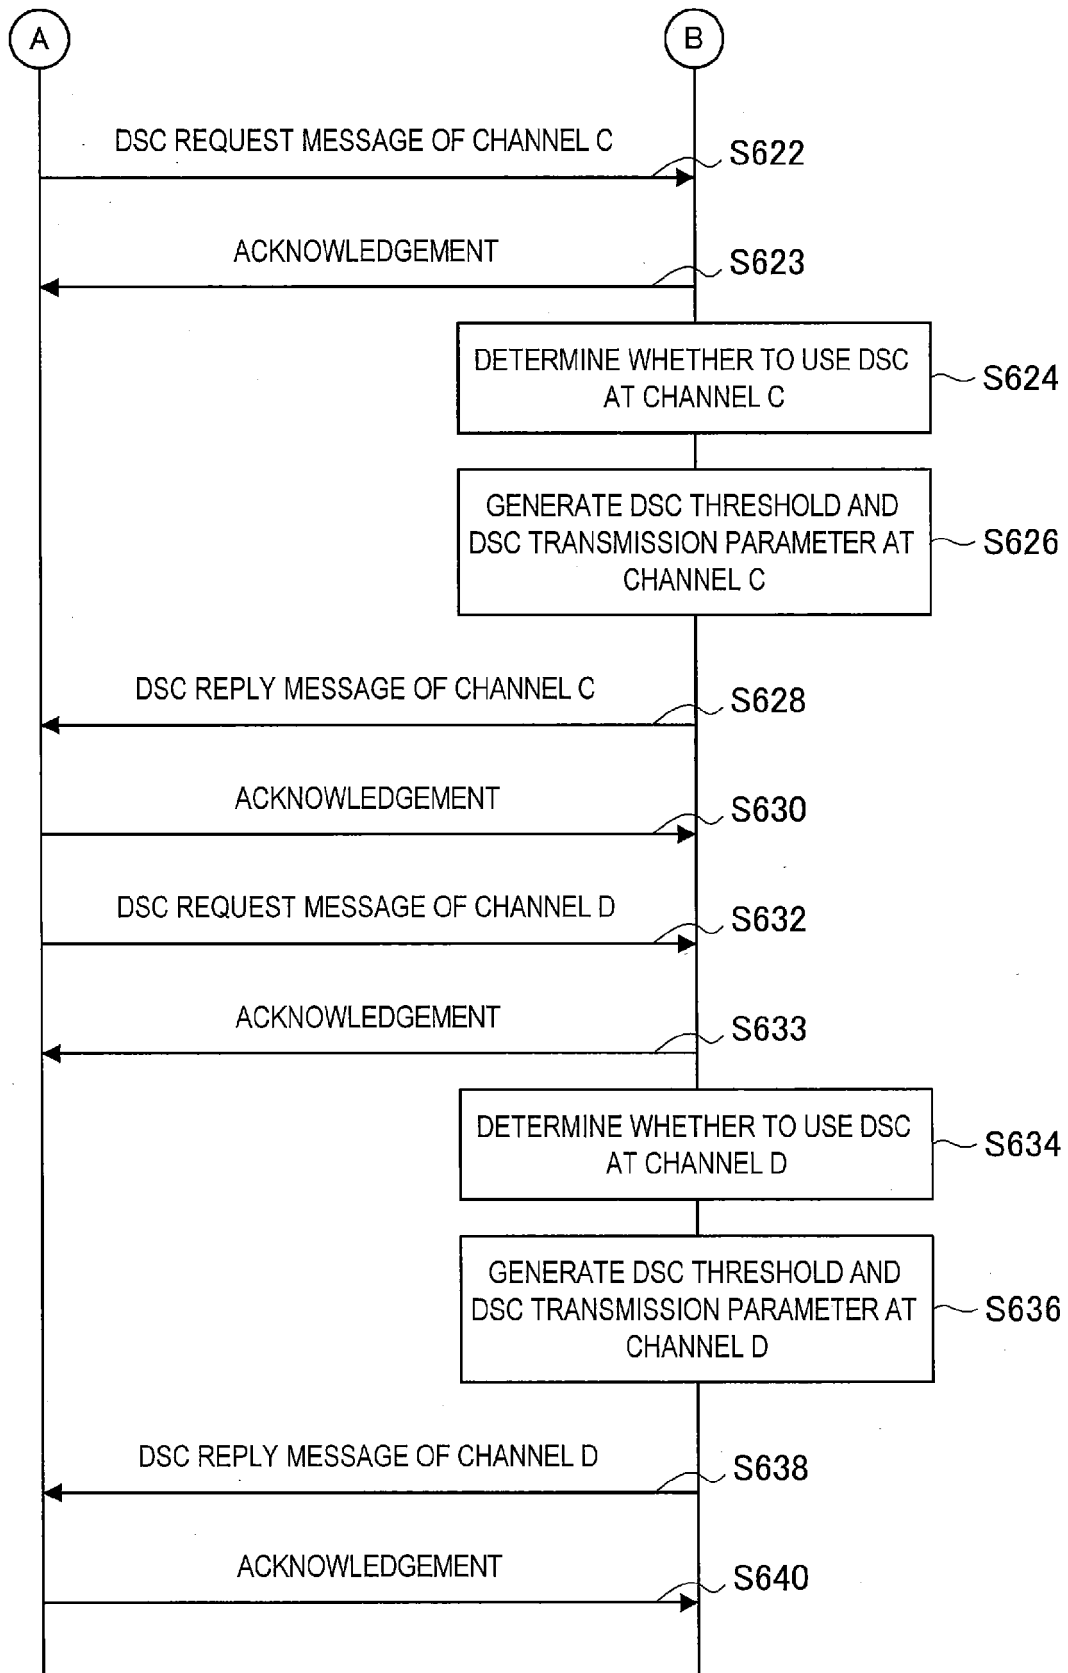 A
B
DSC REQUEST MESSAGE OF CHANNEL C
S622
ACKNOWLEDGEMENT
S623
DETERMINE WHETHER TO USE DSC
AT CHANNEL C
S624
GENERATE DSC THRESHOLD AND
DSC TRANSMISSION PARAMETER AT
CHANNEL C
S626
DSC REPLY MESSAGE OF CHANNEL C
S628
ACKNOWLEDGEMENT
S630
DSC REQUEST MESSAGE OF CHANNEL D
S632
ACKNOWLEDGEMENT
S633
DETERMINE WHETHER TO USE DSC
AT CHANNEL D
S634
GENERATE DSC THRESHOLD AND
DSC TRANSMISSION PARAMETER AT
CHANNEL D
S636
DSC REPLY MESSAGE OF CHANNEL D
S638
ACKNOWLEDGEMENT
S640